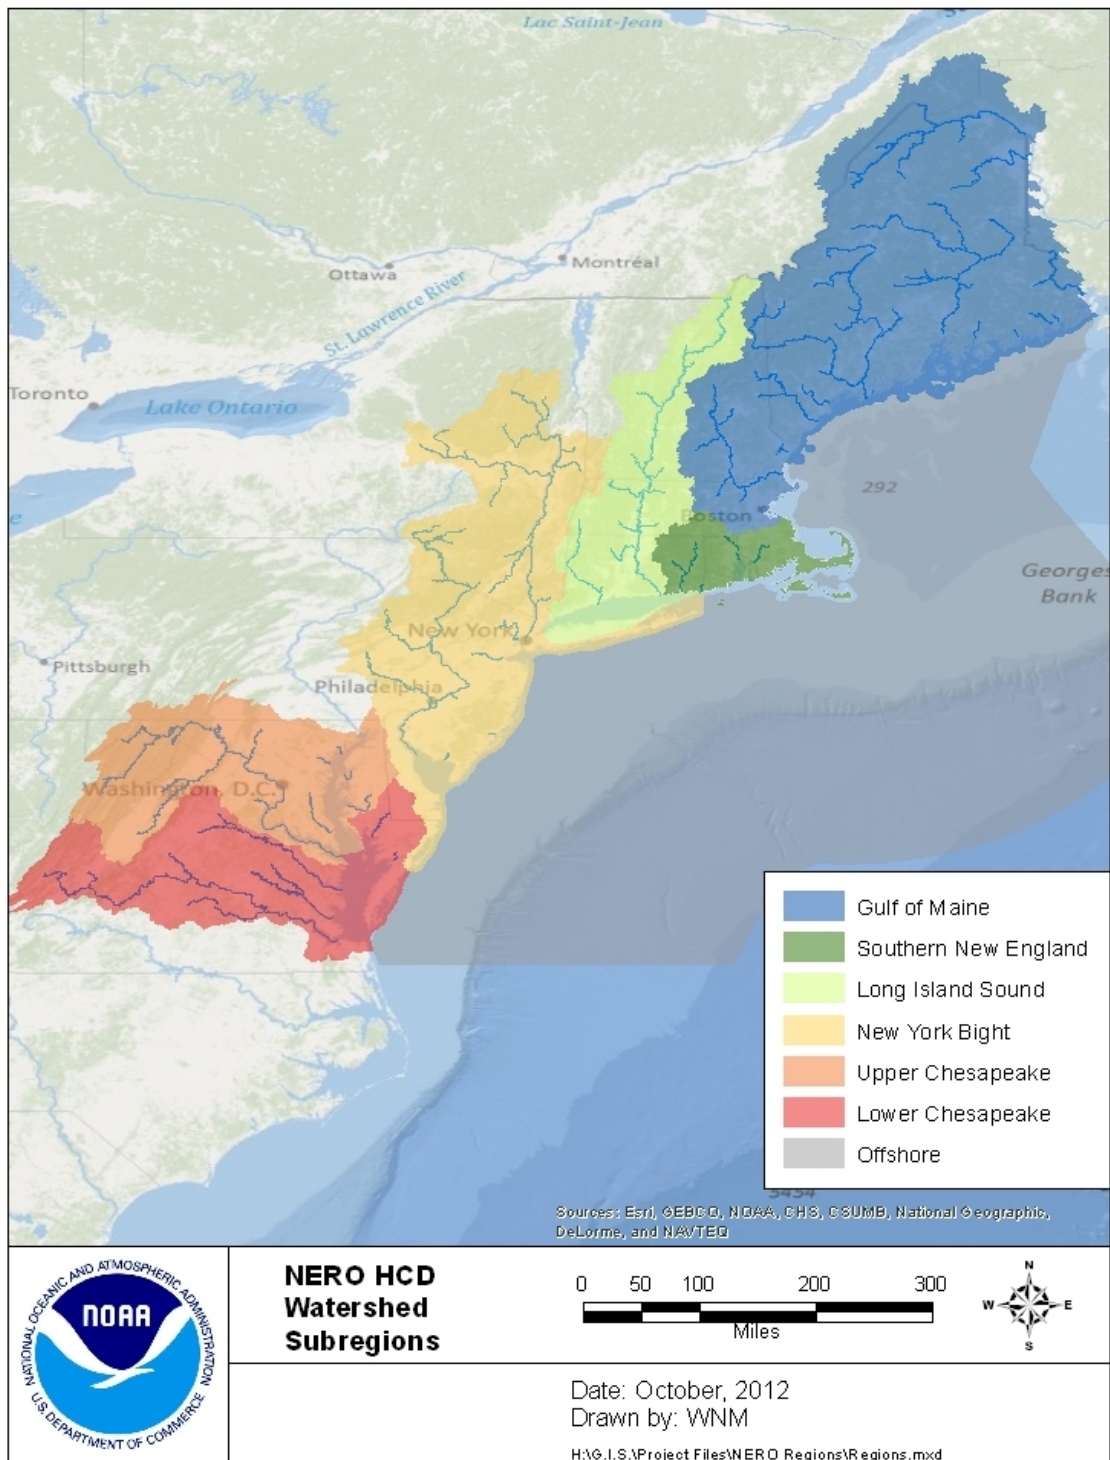 Lac Saint-Jean
Ottawa
Montréal
St. Lawrence River
Toronto
Lake Ontario
292
Boston
Georges
Bank
New York
Pittsburgh
Philadelphia
Washington, D.C.
Gulf of Maine
Southern New England
Long Island Sound
New York Bight
Upper Chesapeake
Lower Chesapeake
Offshore
Sources: Esri, GEBCO, NOAA, CHS, CSUMB, National Geographic,
DeLorme, and NAVTEQ
NATIONAL OCEANIC AND ATMOSPHERIC ADMINISTRATION
NOAA
U.S. DEPARTMENT OF COMMERCE
NERO HCD
Watershed
Subregions
0 50 100 200 300
Miles
N
W E
S
Date: October, 2012
Drawn by: WNM
H:\G.I.S.\Project Files\NERO Regions\Regions.mxd